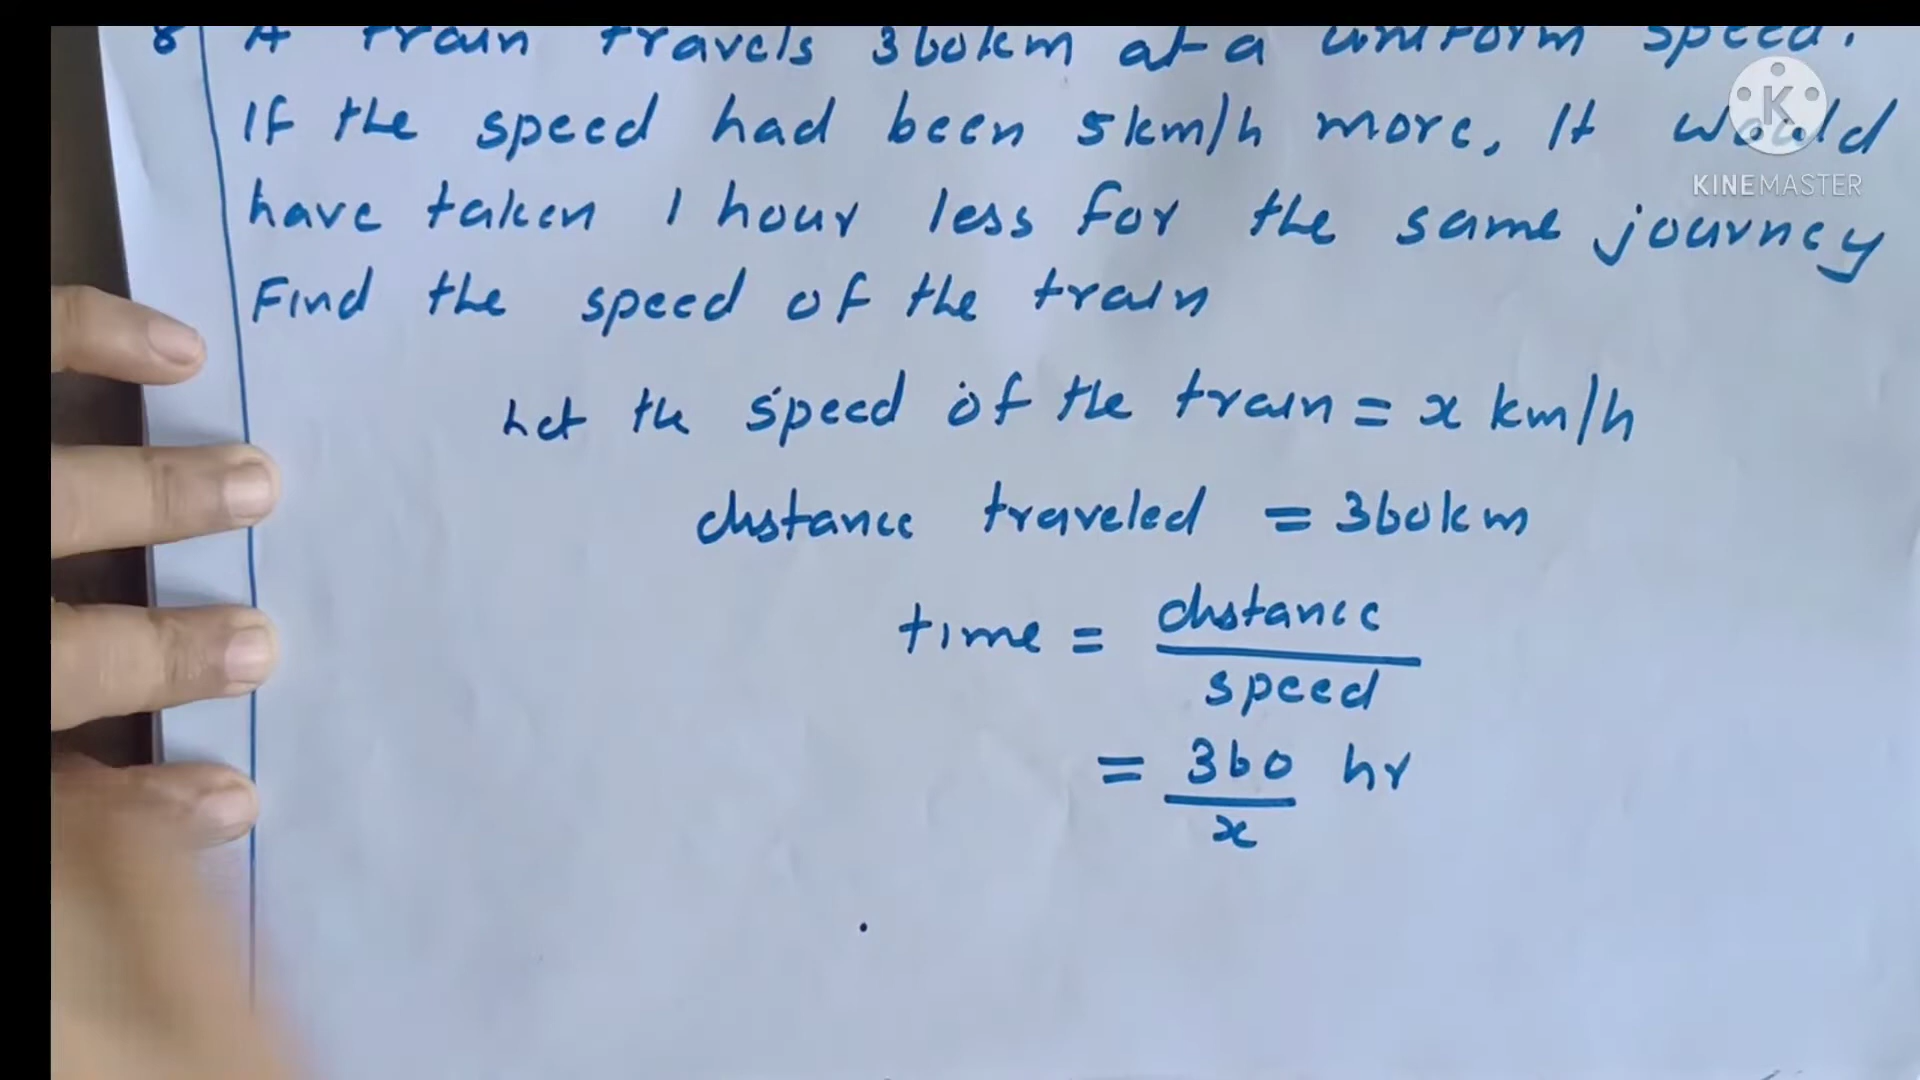 8 A train travels 360km at a uniform speed.
If the speed had been 5km/h more, It would
have taken 1 hour less for the same journey
Find the speed of the train
KINEMASTER
Let the speed of the train = x km/h
distance traveled = 360km
time = distance
speed
= 360 hr
x